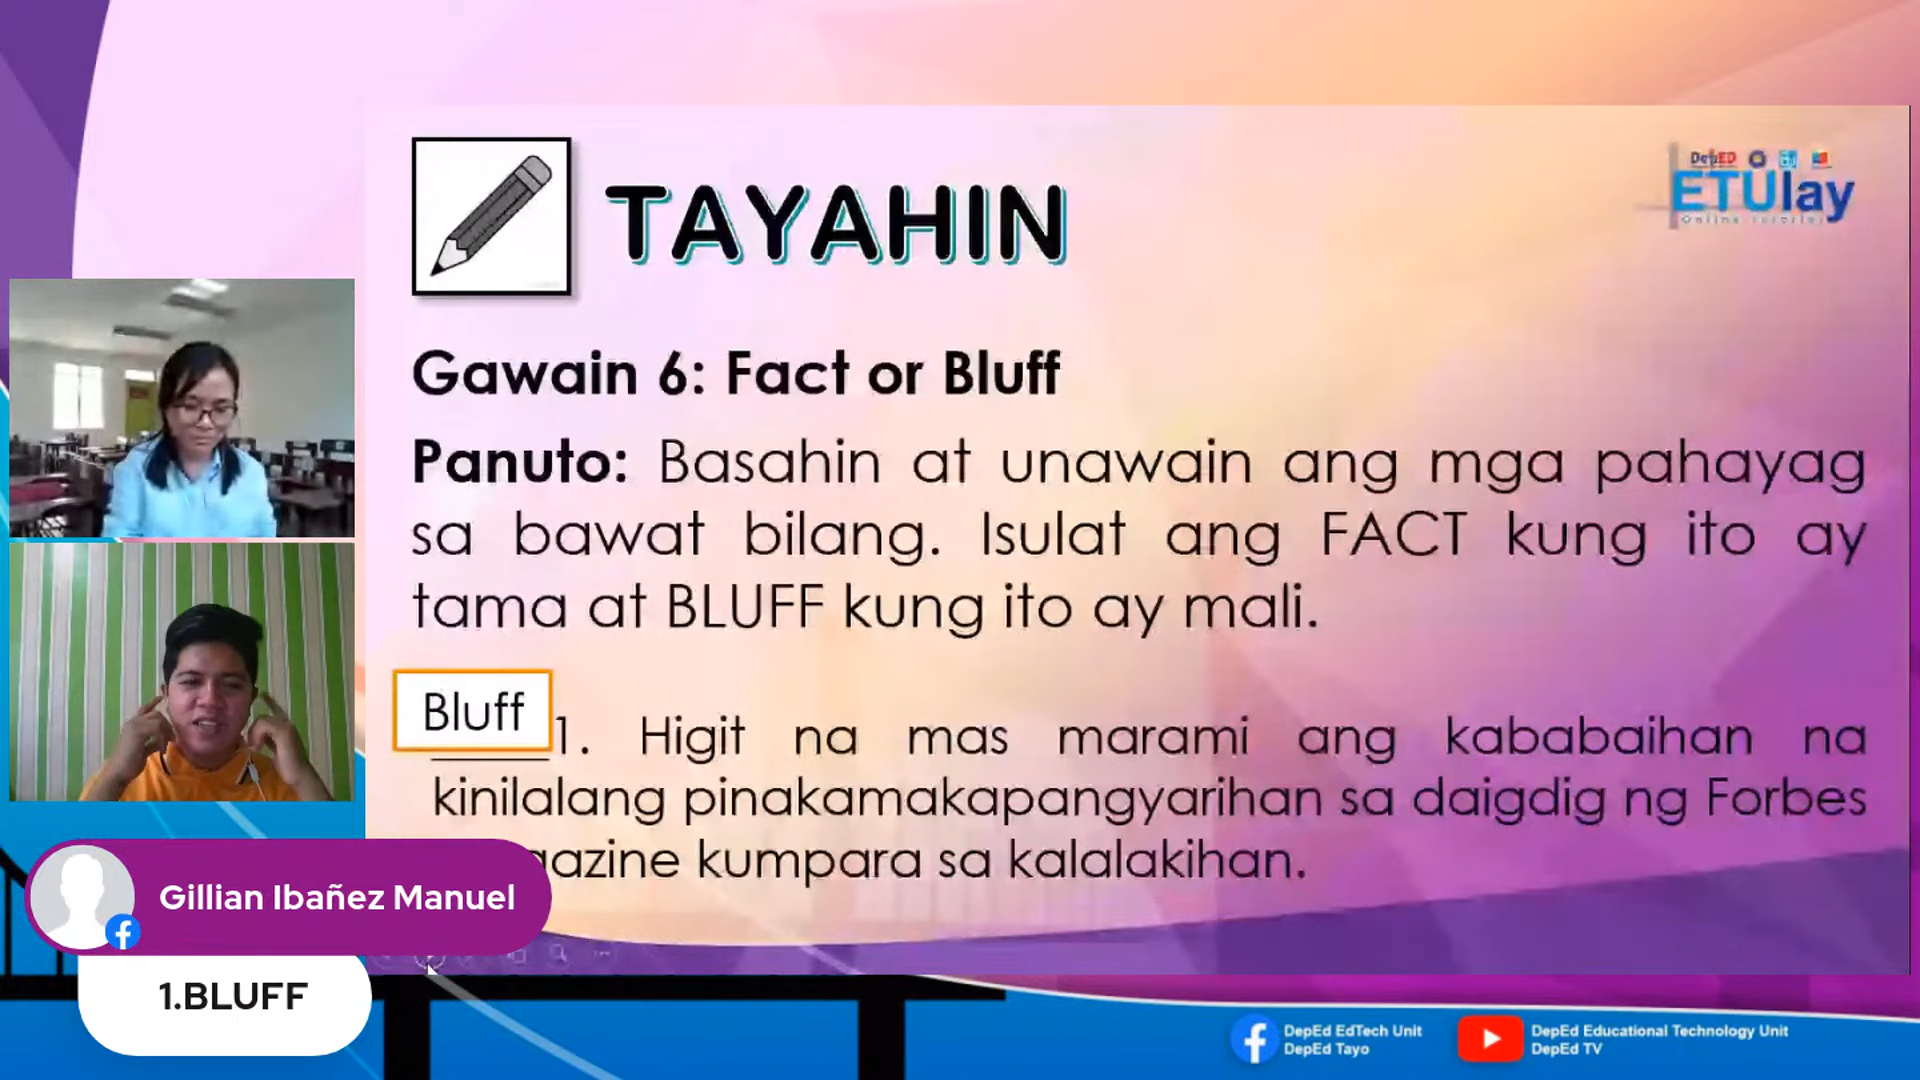 TAYAHIN
DepED
ETUlay
Gawain 6: Fact or Bluff
Panuto: Basahin at unawain ang mga pahayag
sa bawat bilang. Isulat ang FACT kung ito ay
tama at BLUFF kung ito ay mali.
Bluff
1. Higit na mas marami ang kababaihan na
kinilalang pinakamakapangyarihan sa daigdig ng Forbes
gazine kumpara sa kalalakihan.
Gillian Ibañez Manuel
1.BLUFF
DepEd EdTech Unit
DepEd Tayo
DepEd Educational Technology Unit
DepEd TV